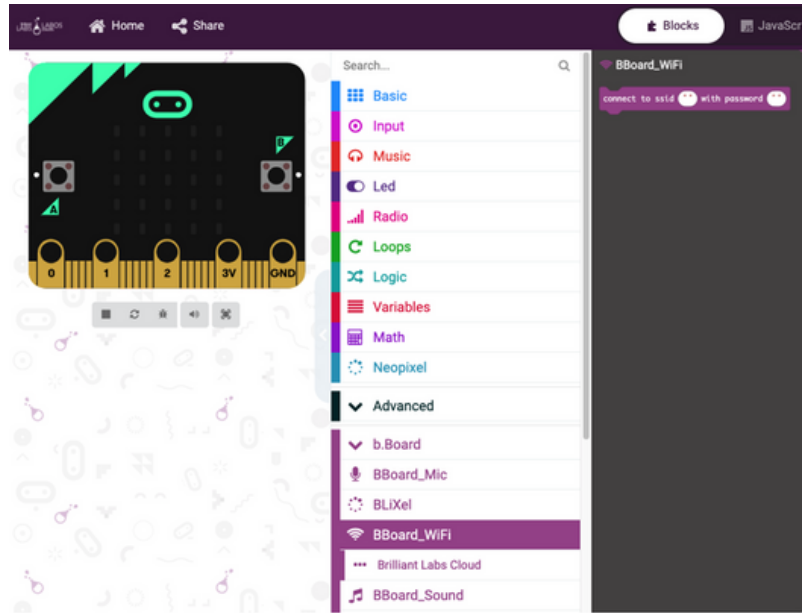 Home
Share
Blocks
JavaScr
Search...
BBoard_WiFi
connect to ssid with password
Basic
Input
Music
Led
Radio
Loops
Logic
Variables
Math
Neopixel
Advanced
b.Board
BBoard_Mic
BLiXel
BBoard_WiFi
Brilliant Labs Cloud
BBoard_Sound
B
A
0 1 2 3V GND